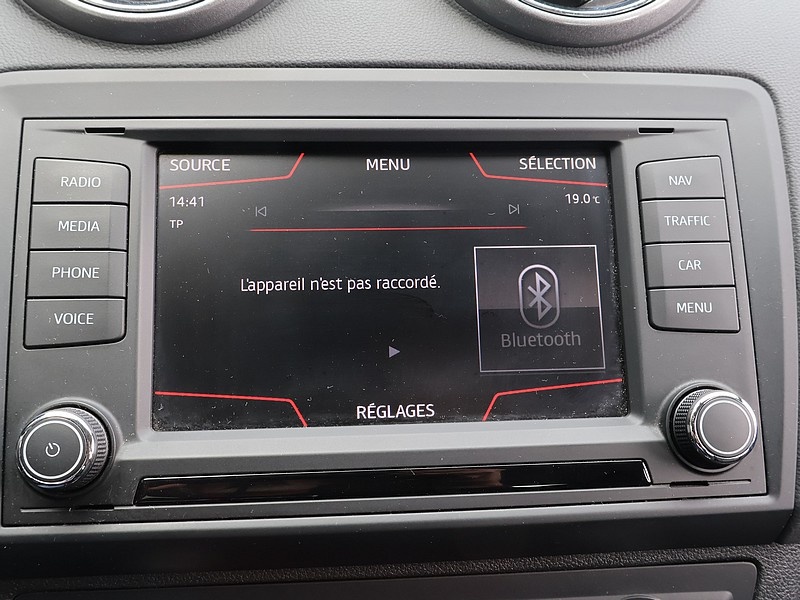 SOURCE MENU SÉLECTION
14:41 19.0 °C
TP
L'appareil n'est pas raccordé.
Bluetooth
RÉGLAGES
RADIO
MEDIA
PHONE
VOICE
NAV
TRAFFIC
CAR
MENU